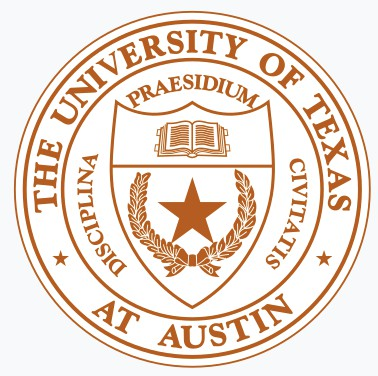 THE UNIVERSITY OF TEXAS
AT AUSTIN
DISCIPLINA
PRAESIDIUM
CIVITATIS